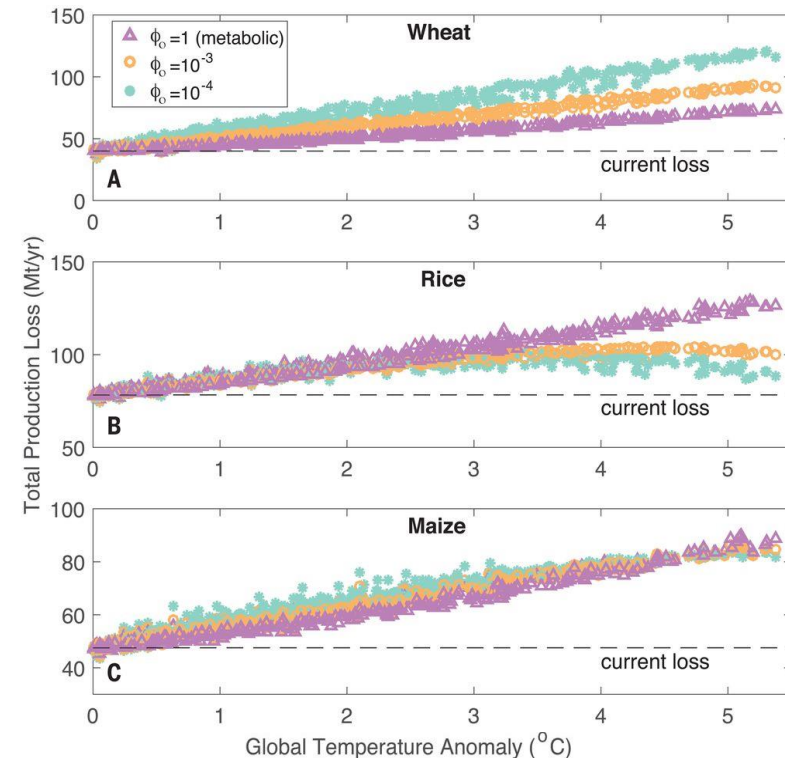 Total Production Loss (Mt/yr)
Wheat
ϕₒ=1 (metabolic)
ϕₒ=10⁻³
ϕₒ=10⁻⁴
150
100
50
0
current loss
A
0 1 2 3 4 5
Rice
150
100
50
current loss
B
0 1 2 3 4 5
Maize
100
80
60
40
current loss
C
0 1 2 3 4 5
Global Temperature Anomaly (°C)